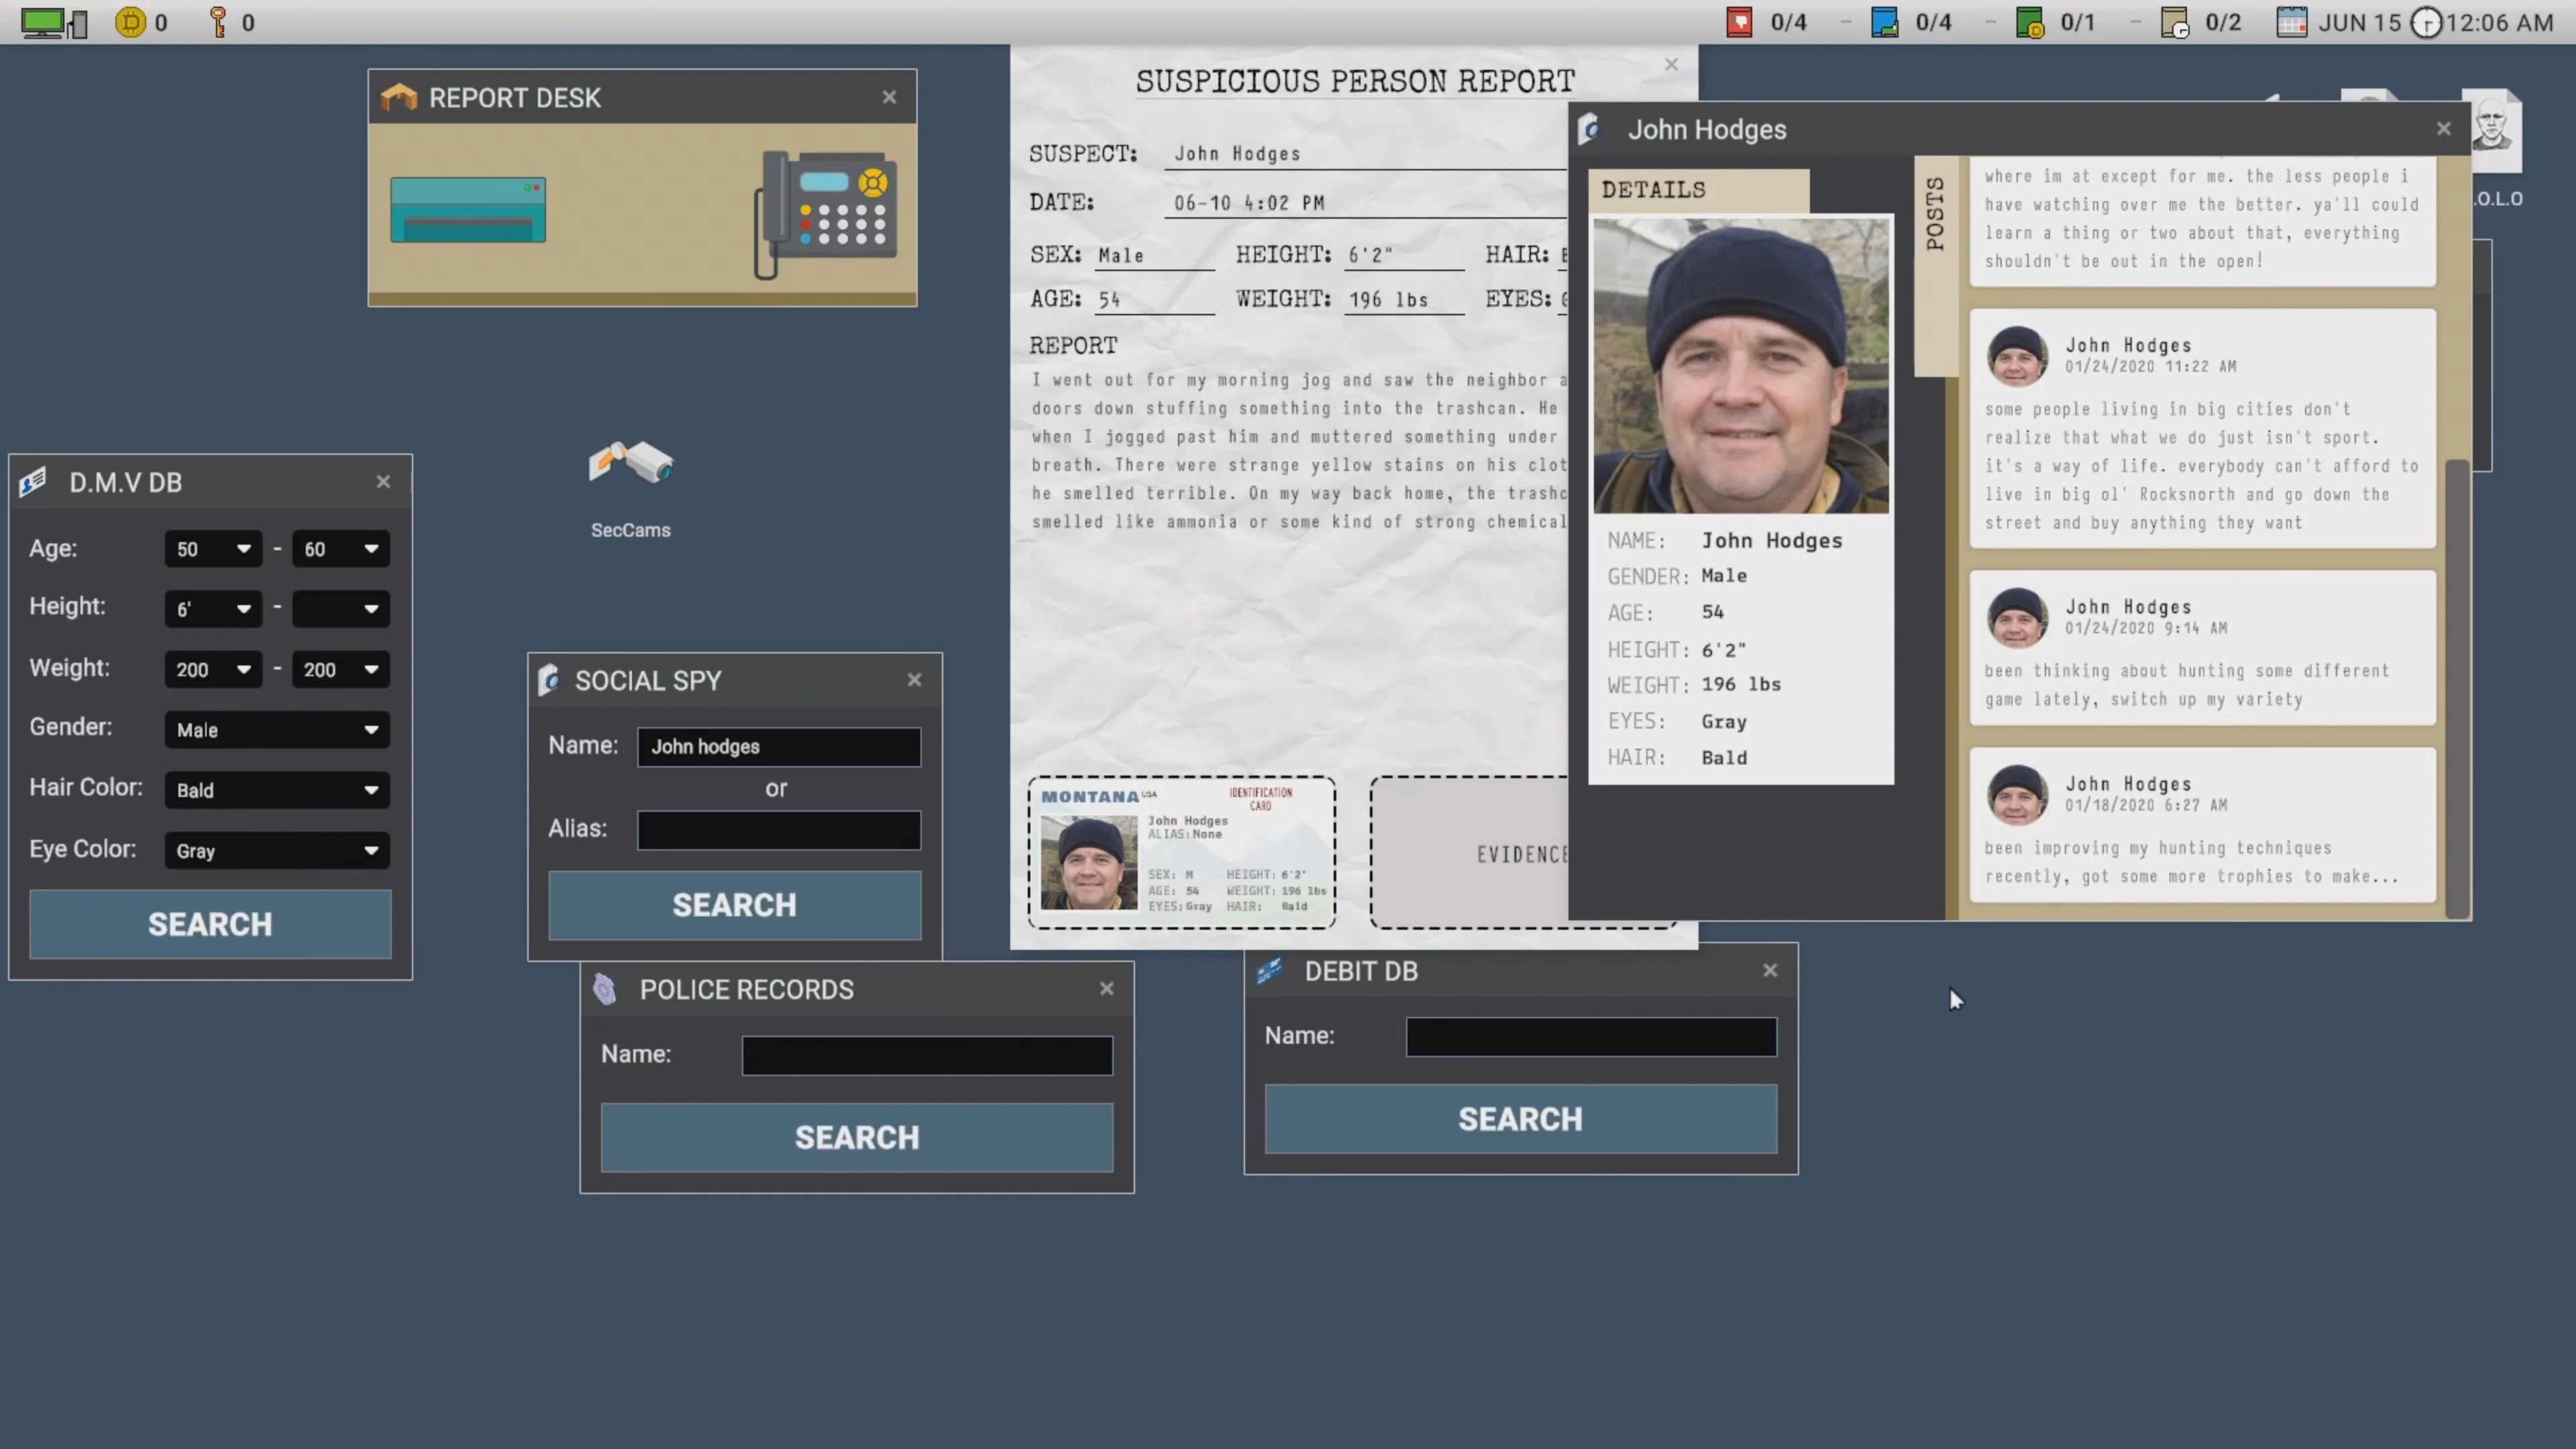 0
0
0/4
0/4
0/1
0/2
JUN 15
12:06 AM
REPORT DESK
SUSPICIOUS PERSON REPORT
SUSPECT: John Hodges
DATE: 06-10 4:02 PM
SEX: Male HEIGHT: 6'2" HAIR:
AGE: 54 WEIGHT: 196 lbs EYES:
REPORT
I went out for my morning jog and saw the neighbor
doors down stuffing something into the trashcan. He
when I jogged past him and muttered something under
breath. There were strange yellow stains on his
he smelled terrible. On my way back home, the
smelled like ammonia or some kind of strong chemical
MONTANA USA
IDENTIFICATION
CARD
John Hodges
ALIAS: None
SEX: M HEIGHT: 6'2"
AGE: 54 WEIGHT: 196 lbs
EYES: Gray HAIR: Bald
EVIDENCE
John Hodges
DETAILS
NAME: John Hodges
GENDER: Male
AGE: 54
HEIGHT: 6'2"
WEIGHT: 196 lbs
EYES: Gray
HAIR: Bald
POSTS
where im at except for me. the less people i
have watching over me the better. ya'll could
learn a thing or two about that, everything
shouldn't be out in the open!
John Hodges
01/24/2020 11:22 AM
some people living in big cities don't
realize that what we do just isn't sport.
it's a way of life. everybody can't afford to
live in big ol' Rocksnorth and go down the
street and buy anything they want
John Hodges
01/24/2020 9:14 AM
been thinking about hunting some different
game lately, switch up my variety
John Hodges
01/18/2020 6:27 AM
been improving my hunting techniques
recently, got some more trophies to make...
.O.L.O
D.M.V DB
Age: 50 - 60
Height: 6' -
Weight: 200 - 200
Gender: Male
Hair Color: Bald
Eye Color: Gray
SEARCH
SecCams
SOCIAL SPY
Name: John hodges
or
Alias:
SEARCH
POLICE RECORDS
Name:
SEARCH
DEBIT DB
Name:
SEARCH